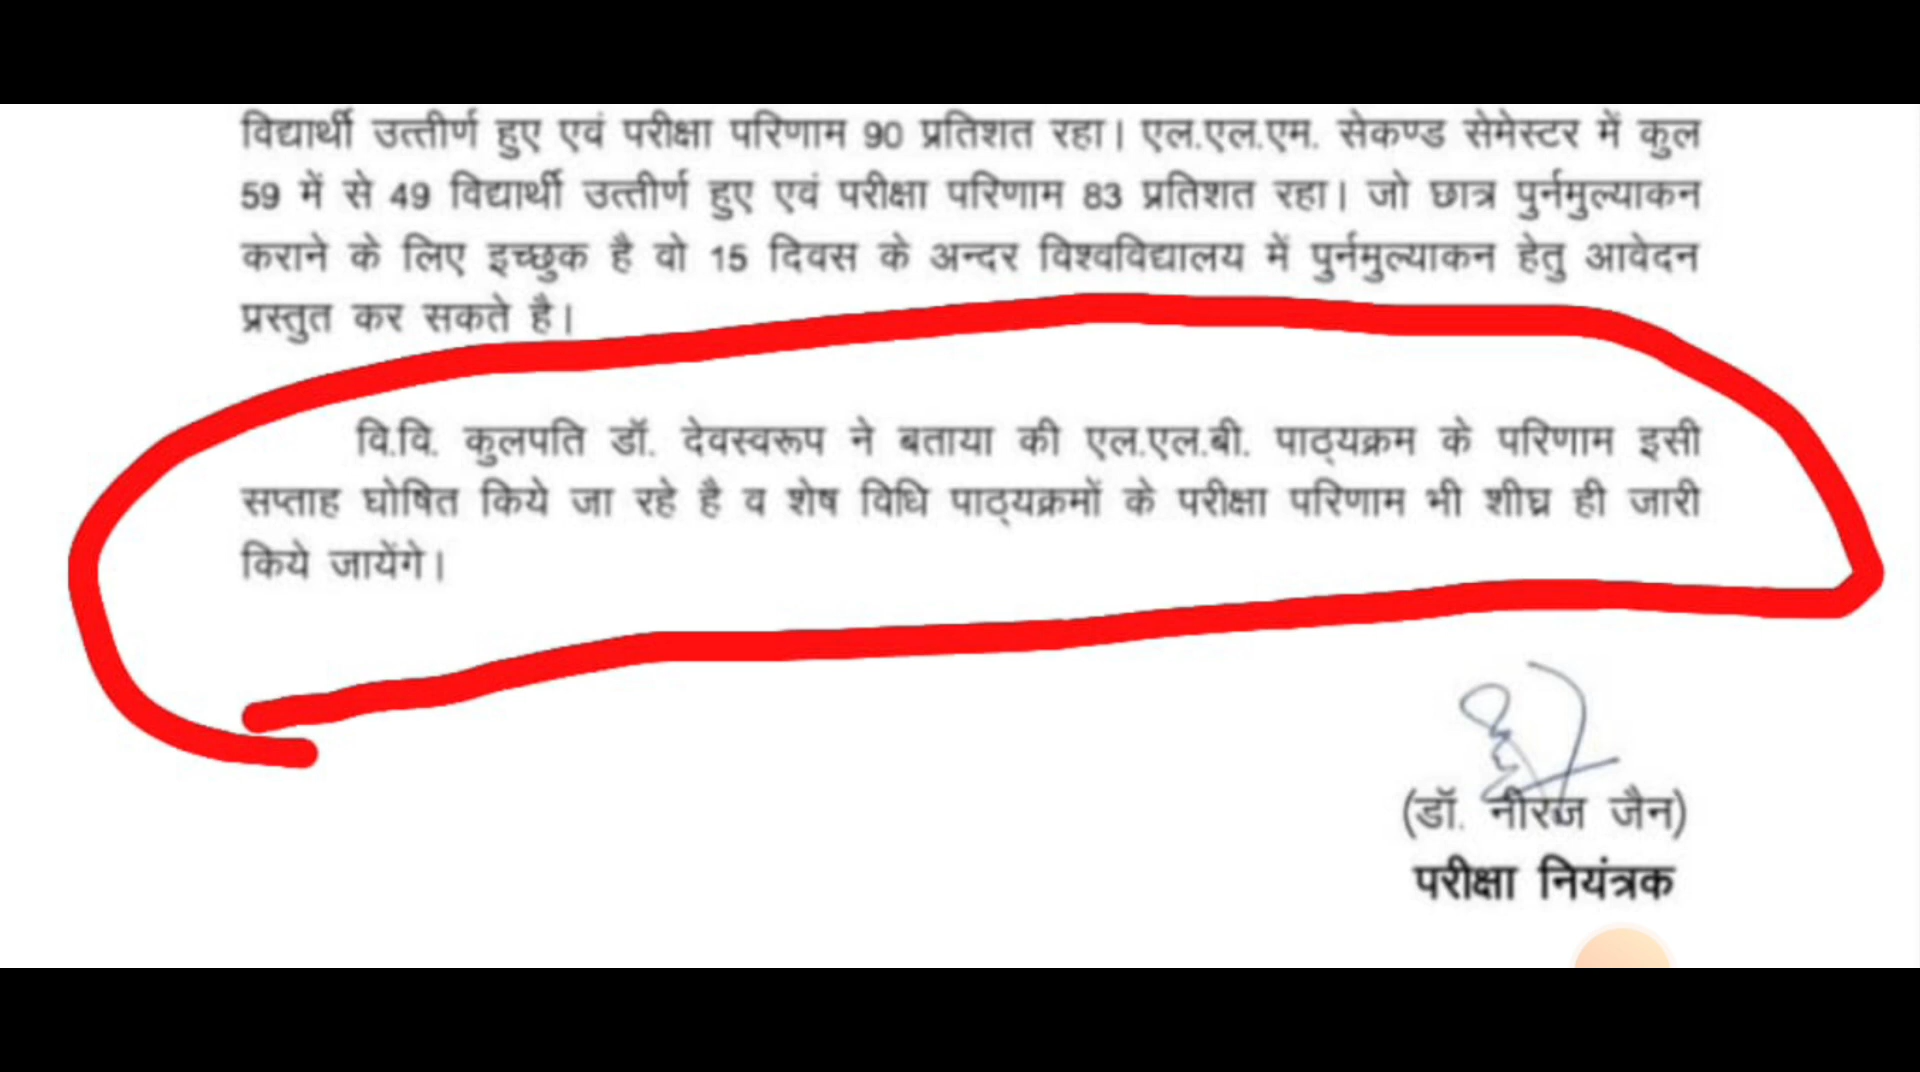 विद्यार्थी उत्तीर्ण हुए एवं परीक्षा परिणाम 90 प्रतिशत रहा। एल.एल.एम. सेकण्ड सेमेस्टर में कुल
59 में से 49 विद्यार्थी उत्तीर्ण हुए एवं परीक्षा परिणाम 83 प्रतिशत रहा। जो छात्र पुर्नमुल्याकन
कराने के लिए इच्छुक है वो 15 दिवस के अन्दर विश्वविद्यालय में पुर्नमुल्याकन हेतु आवेदन
प्रस्तुत कर सकते है।
वि.वि. कुलपति डॉ. देवस्वरूप ने बताया की एल.एल.बी. पाठ्यक्रम के परिणाम इसी
सप्ताह घोषित किये जा रहे है व शेष विधि पाठ्यक्रमों के परीक्षा परिणाम भी शीघ्र ही जारी
किये जायेंगे।
(डॉ. नीरज जैन)
परीक्षा नियंत्रक